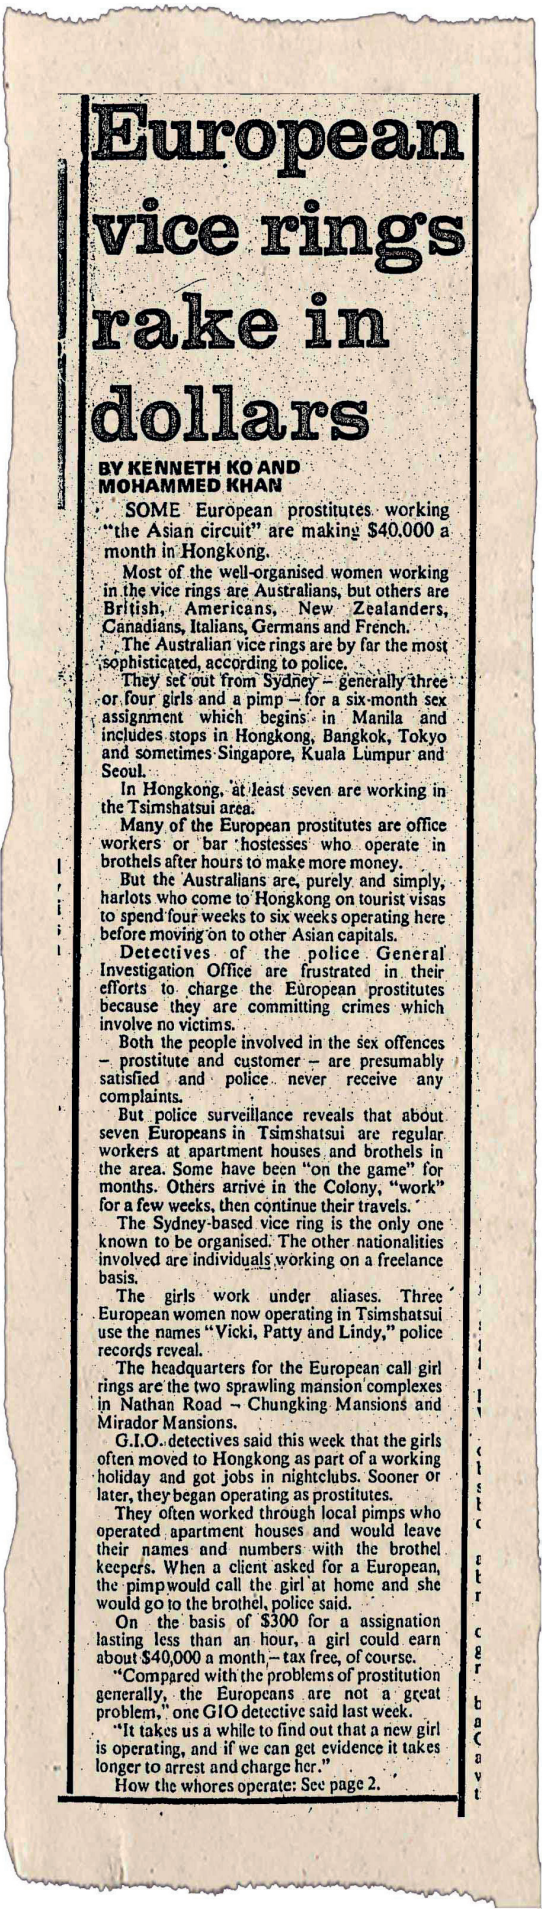 European
vice rings
rake in
dollars
BY KENNETH KO AND
MOHAMMED KHAN
SOME European prostitutes working
"the Asian circuit" are making $40.000 a
month in Hongkong.
Most of the well-organised women working
in the vice rings are Australians, but others are
British, Americans, New Zealanders,
Canadians, Italians, Germans and French.
The Australian vice rings are by far the most
sophisticated, according to police.
They set out from Sydney — generally three
or four girls and a pimp — for a six-month sex
assignment which begins in Manila and
includes stops in Hongkong, Bangkok, Tokyo
and sometimes Singapore, Kuala Lumpur and
Seoul.
In Hongkong, at least seven are working in
the Tsimshatsui area.
Many of the European prostitutes are office
workers or bar hostesses who operate in
brothels after hours to make more money.
But the Australians are, purely and simply,
harlots who come to Hongkong on tourist visas
to spend four weeks to six weeks operating here
before moving on to other Asian capitals.
Detectives of the police General
Investigation Office are frustrated in their
efforts to charge the European prostitutes
because they are committing crimes which
involve no victims.
Both the people involved in the sex offences
— prostitute and customer — are presumably
satisfied and police never receive any
complaints.
But police surveillance reveals that about
seven Europeans in Tsimshatsui are regular
workers at apartment houses and brothels in
the area. Some have been "on the game" for
months. Others arrive in the Colony, "work"
for a few weeks, then continue their travels.
The Sydney-based vice ring is the only one
known to be organised. The other nationalities
involved are individuals working on a freelance
basis.
The girls work under aliases. Three
European women now operating in Tsimshatsui
use the names "Vicki, Patty and Lindy," police
records reveal.
The headquarters for the European call girl
rings are the two sprawling mansion complexes
in Nathan Road — Chungking Mansions and
Mirador Mansions.
G.I.O. detectives said this week that the girls
often moved to Hongkong as part of a working
holiday and got jobs in nightclubs. Sooner or
later, they began operating as prostitutes.
They often worked through local pimps who
operated apartment houses and would leave
their names and numbers with the brothel
keepers. When a client asked for a European,
the pimp would call the girl at home and she
would go to the brothel, police said.
On the basis of $300 for a assignation
lasting less than an hour, a girl could earn
about $40,000 a month — tax free, of course.
"Compared with the problems of prostitution
generally, the Europeans are not a great
problem," one GIO detective said last week.
"It takes us a while to find out that a new girl
is operating, and if we can get evidence it takes
longer to arrest and charge her."
How the whores operate: See page 2.